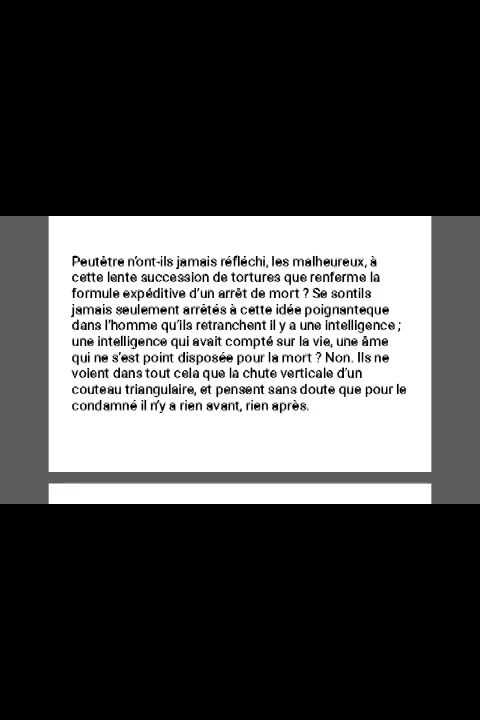 Peutêtre n'ont-ils jamais réfléchi, les malheureux, à
cette lente succession de tortures que renferme la
formule expéditive d'un arrêt de mort ? Se sontils
jamais seulement arrêtés à cette idée poignanteque
dans l'homme qu'ils retranchent il y a une intelligence ;
une intelligence qui avait compté sur la vie, une âme
qui ne s'est point disposée pour la mort ? Non. Ils ne
voient dans tout cela que la chute verticale d'un
couteau triangulaire, et pensent sans doute que pour le
condamné il n'y a rien avant, rien après.